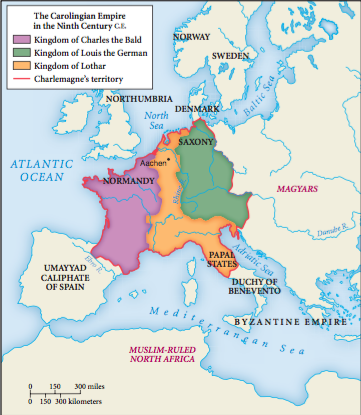 The Carolingian Empire
in the Ninth Century C.E.
Kingdom of Charles the Bald
Kingdom of Louis the German
Kingdom of Lothar
Charlemagne's territory
NORWAY
SWEDEN
Baltic Sea
NORTHUMBRIA
DENMARK
North
Sea
SAXONY
ATLANTIC
OCEAN
Aachen
NORMANDY
Rhine
MAGYARS
Danube R.
Ebro R.
UMAYYAD
CALIPHATE
OF SPAIN
Adriatic Sea
PAPAL
STATES
DUCHY OF
BENEVENTO
BYZANTINE EMPIRE
Mediterranean Sea
MUSLIM-RULED
NORTH AFRICA
0 150 300 miles
0 150 300 kilometers